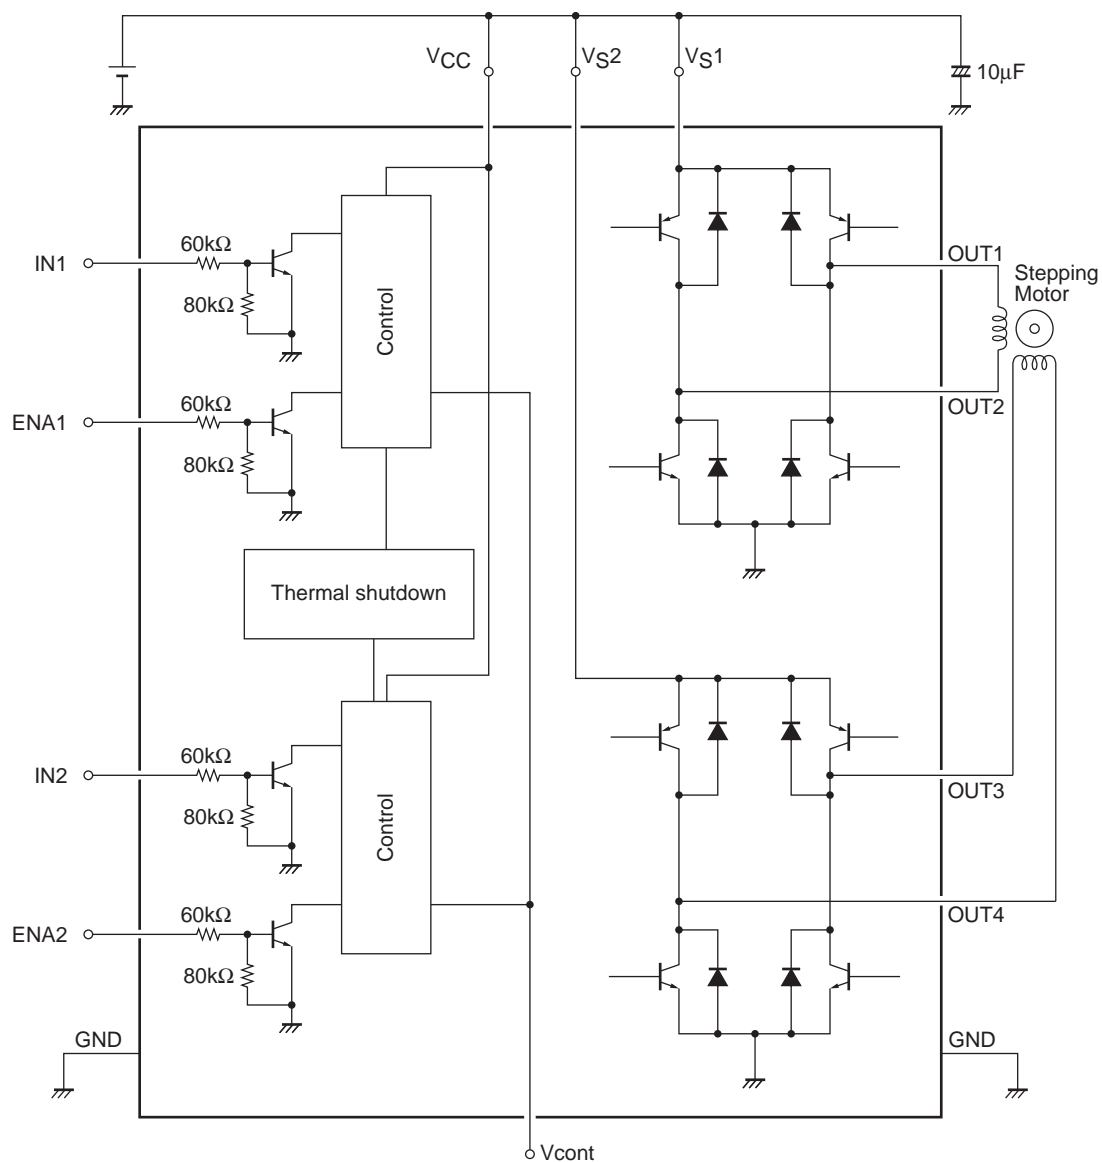 VCC
VS2
VS1
10μF
60kΩ
IN1
80kΩ
Control
OUT1
Stepping
Motor
60kΩ
ENA1
80kΩ
OUT2
Thermal shutdown
60kΩ
IN2
80kΩ
Control
OUT3
60kΩ
ENA2
80kΩ
OUT4
GND
GND
Vcont